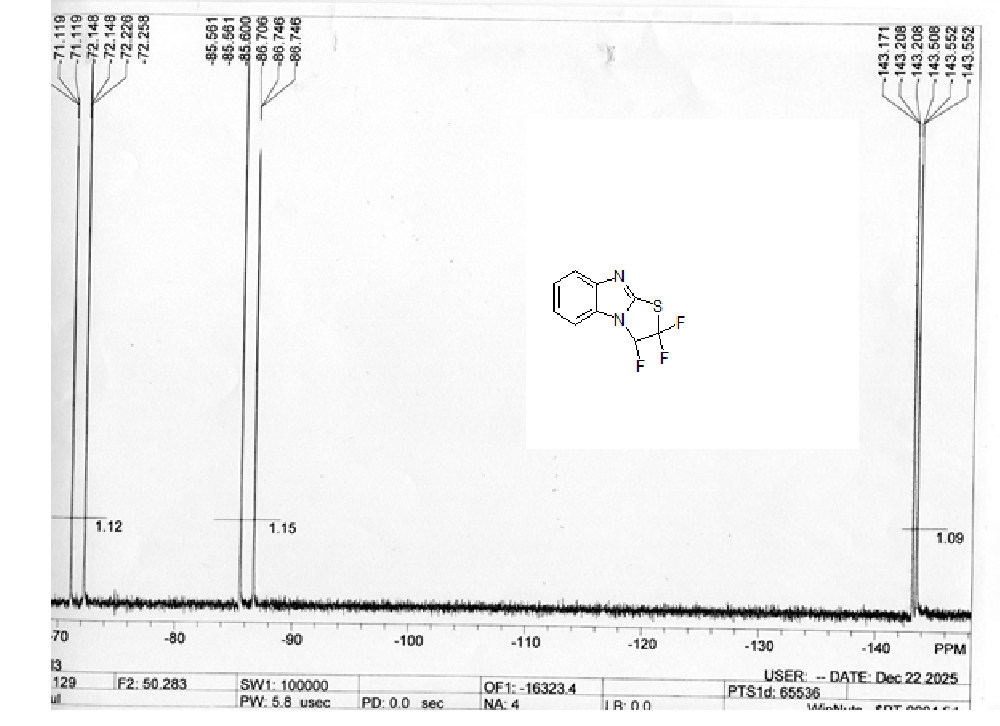 -71.119
-71.119
-72.148
-72.148
-72.226
-72.258
-85.561
-85.561
-85.600
-86.706
-86.746
-86.746
-143.171
-143.208
-143.208
-143.508
-143.552
-143.552
N
S
N
F
F
F
1.12
1.15
1.09
-80
-90
-100
-110
-120
-130
-140
PPM
USER: -- DATE: Dec 22 2025
129
F2: 50.283
SW1: 100000
OF1: -16323.4
PTS1d: 65536
PW: 5.8 usec
PD: 0.0 sec
NA: 4
LB: 0.0